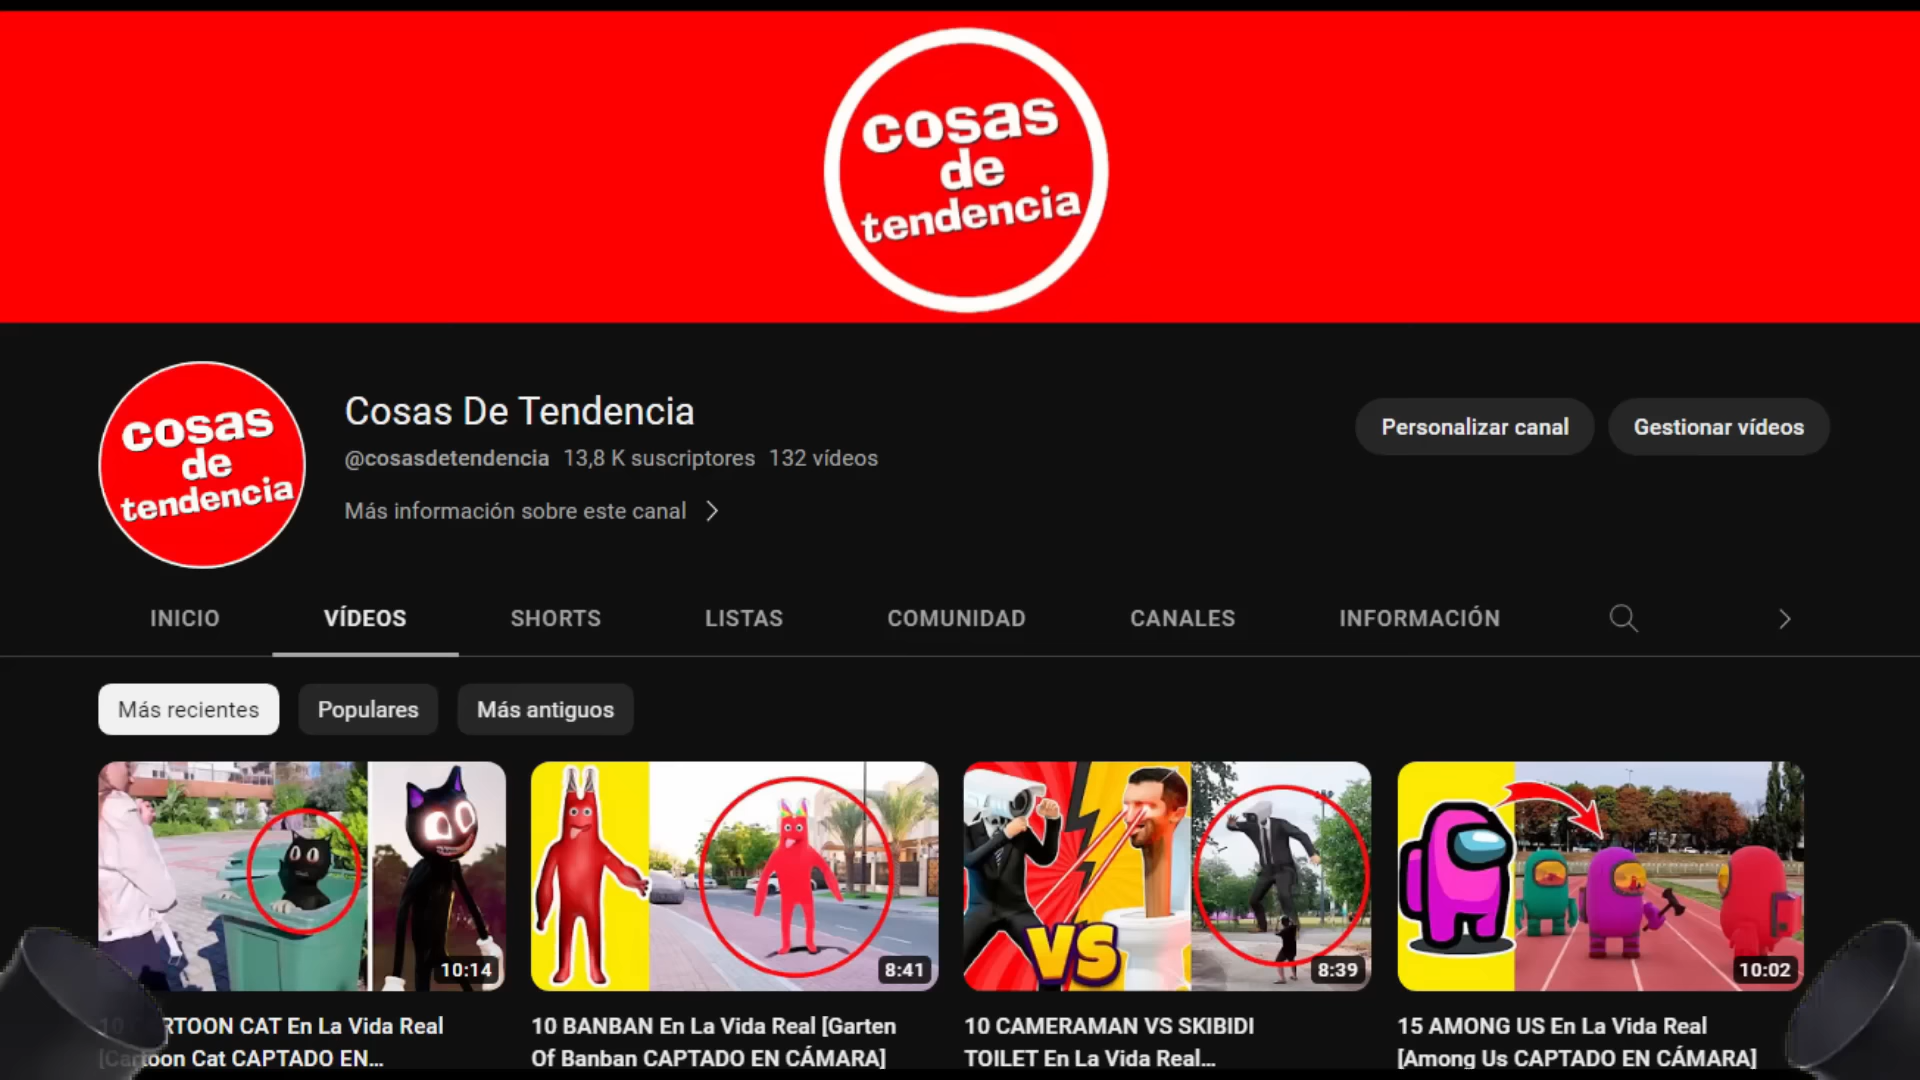 cosas
de
tendencia
cosas
de
tendencia
Cosas De Tendencia
@cosasdetendencia 13,8 K suscriptores 132 vídeos
Más información sobre este canal
Personalizar canal
Gestionar vídeos
INICIO
VÍDEOS
SHORTS
LISTAS
COMUNIDAD
CANALES
INFORMACIÓN
Más recientes
Populares
Más antiguos
10:14
8:41
VS
8:39
10:02
10 CARTOON CAT En La Vida Real
[Cartoon Cat CAPTADO EN...
10 BANBAN En La Vida Real [Garten
Of Banban CAPTADO EN CÁMARA]
10 CAMERAMAN VS SKIBIDI
TOILET En La Vida Real...
15 AMONG US En La Vida Real
[Among Us CAPTADO EN CÁMARA]